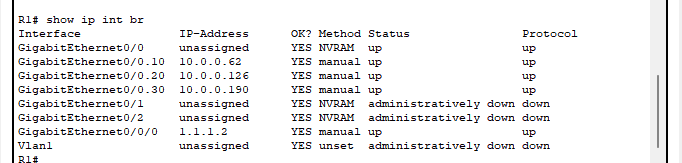 R1# show ip int br
Interface IP-Address OK? Method Status Protocol
GigabitEthernet0/0 unassigned YES NVRAM up up
GigabitEthernet0/0.10 10.0.0.62 YES manual up up
GigabitEthernet0/0.20 10.0.0.126 YES manual up up
GigabitEthernet0/0.30 10.0.0.190 YES manual up up
GigabitEthernet0/1 unassigned YES NVRAM administratively down down
GigabitEthernet0/2 unassigned YES NVRAM administratively down down
GigabitEthernet0/0/0 1.1.1.2 YES manual up up
Vlan1 unassigned YES unset administratively down down
R1#